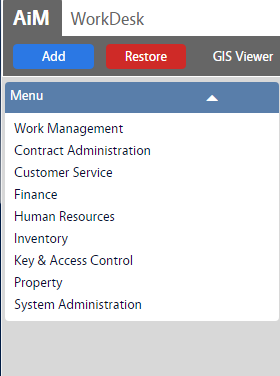 AiM WorkDesk
Add Restore GIS Viewer
Menu
Work Management
Contract Administration
Customer Service
Finance
Human Resources
Inventory
Key & Access Control
Property
System Administration